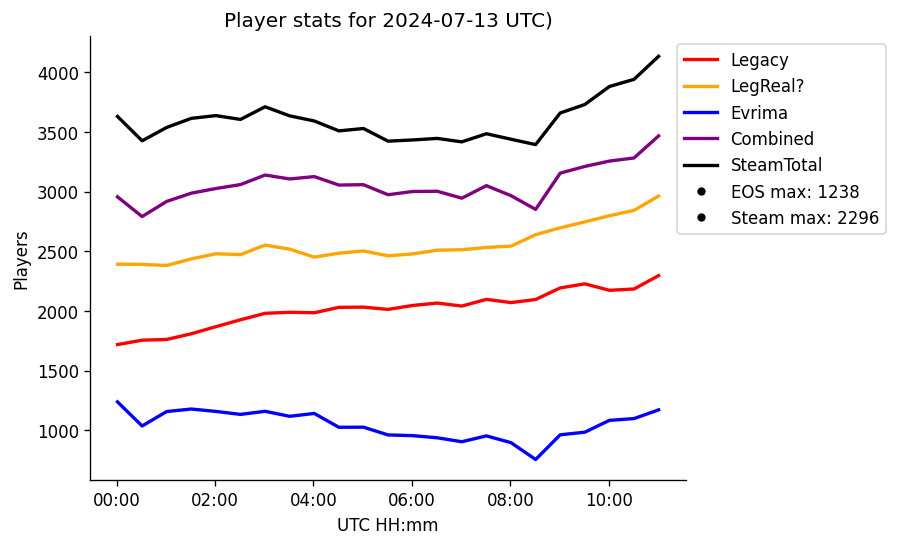 Player stats for 2024-07-13 UTC)
Legacy
LegReal?
Evrima
Combined
SteamTotal
EOS max: 1238
Steam max: 2296
Players
4000
3500
3000
2500
2000
1500
1000
00:00 02:00 04:00 06:00 08:00 10:00
UTC HH:mm